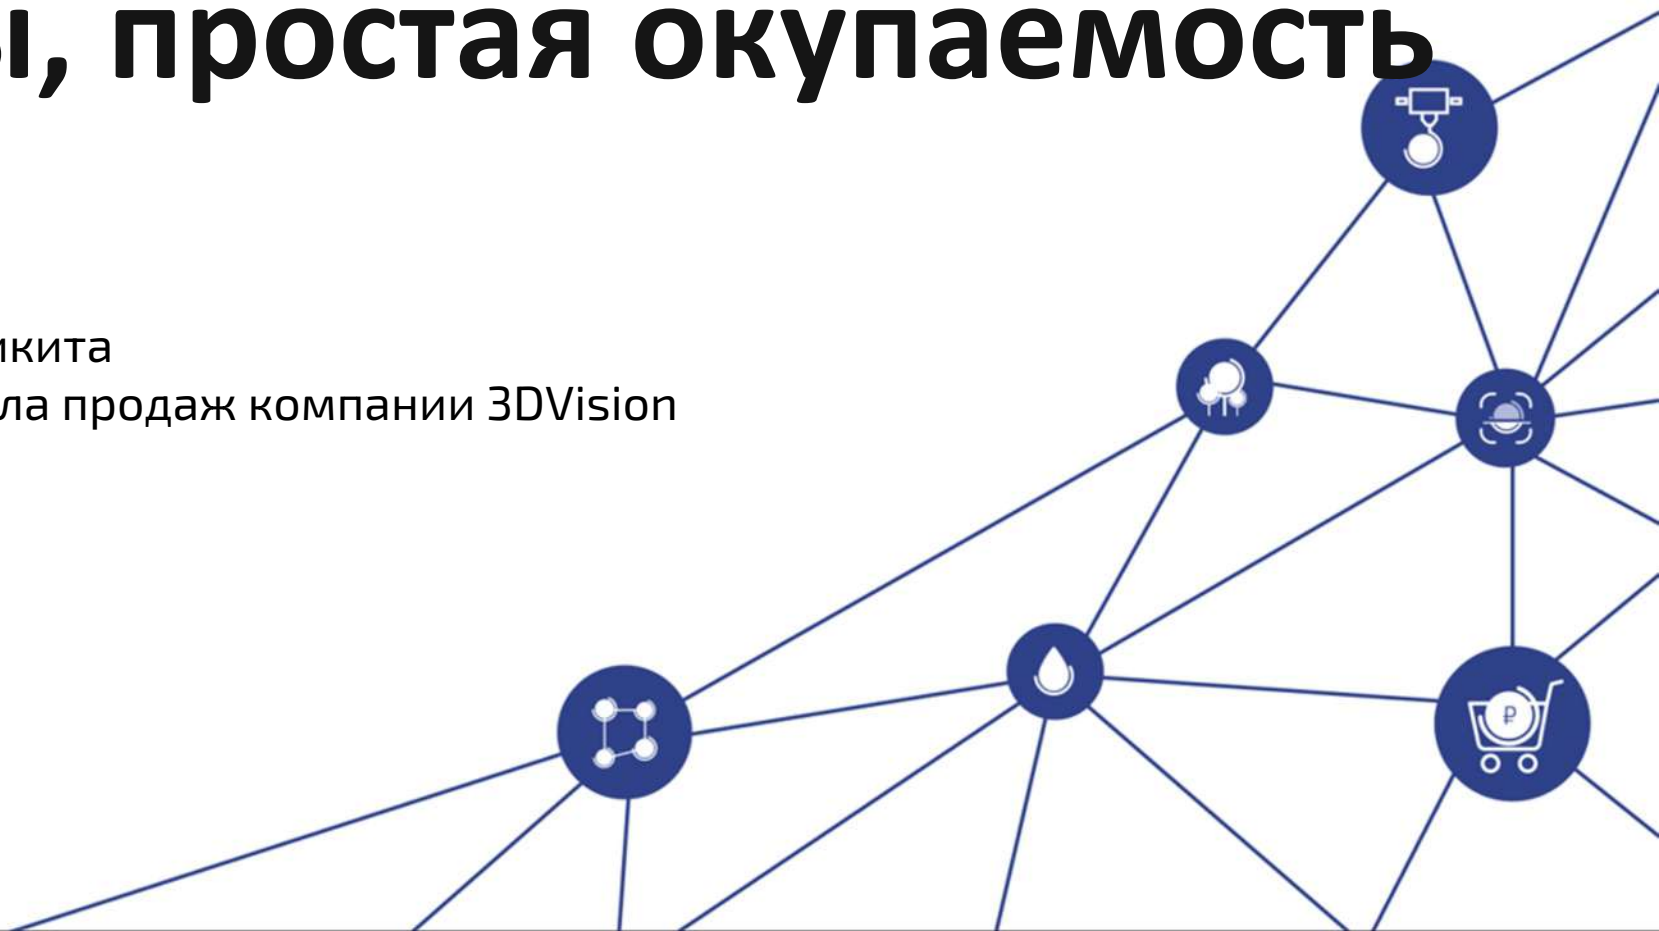 ы, простая окупаемость
икита
ла продаж компании 3DVision
₽